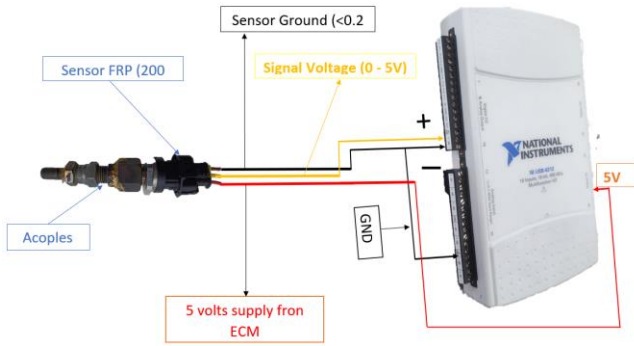 Sensor Ground (<0.2
Sensor FRP (200
Signal Voltage (0 - 5V)
+
NATIONAL
INSTRUMENTS
5V
−
Acoples
GND
5 volts supply fron
ECM